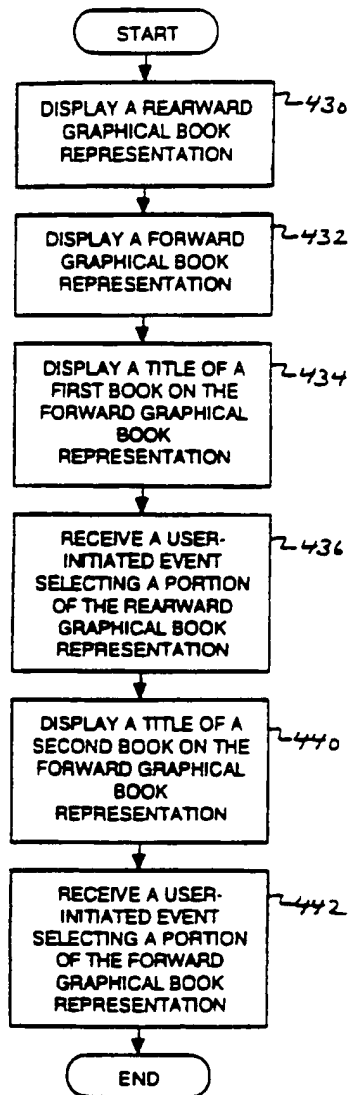 START
DISPLAY A REARWARD
GRAPHICAL BOOK
REPRESENTATION
430
DISPLAY A FORWARD
GRAPHICAL BOOK
REPRESENTATION
432
DISPLAY A TITLE OF A
FIRST BOOK ON THE
FORWARD GRAPHICAL
BOOK
REPRESENTATION
434
RECEIVE A USER-
INITIATED EVENT
SELECTING A PORTION
OF THE REARWARD
GRAPHICAL BOOK
REPRESENTATION
436
DISPLAY A TITLE OF A
SECOND BOOK ON THE
FORWARD GRAPHICAL
BOOK
REPRESENTATION
440
RECEIVE A USER-
INITIATED EVENT
SELECTING A PORTION
OF THE FORWARD
GRAPHICAL BOOK
REPRESENTATION
442
END